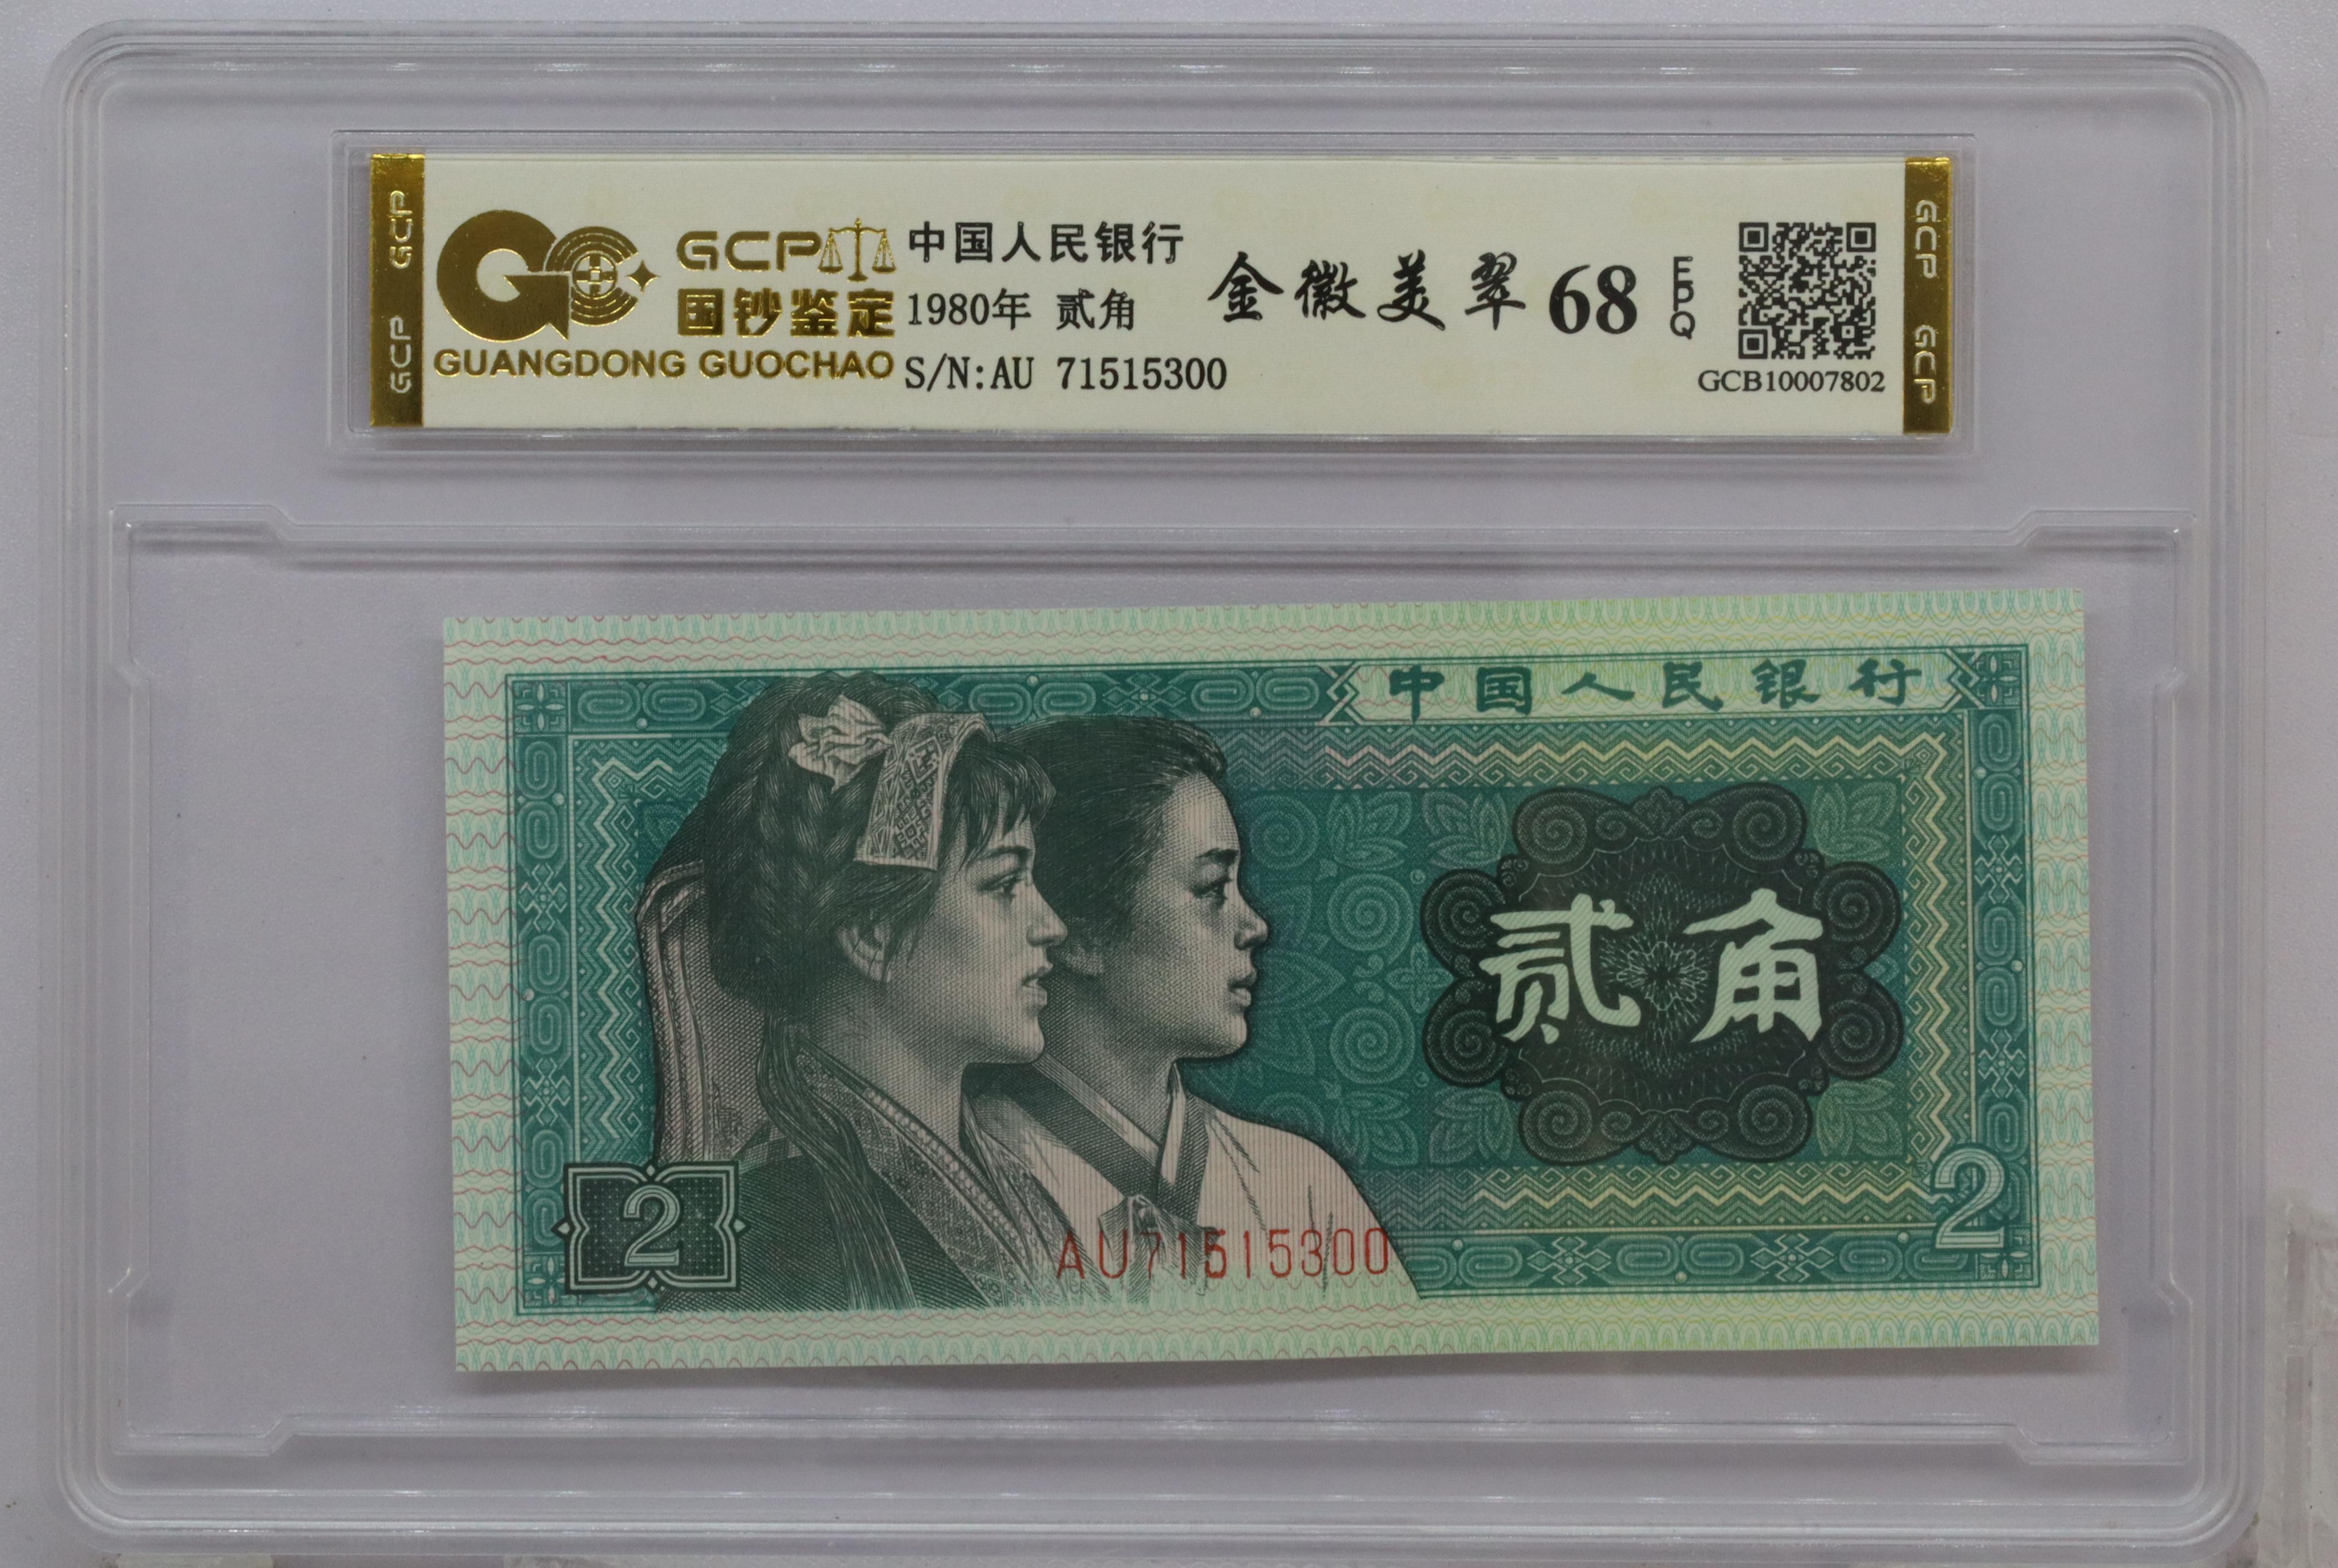 GCP GCP
GCP
国钞鉴定
GUANGDONG GUOCHAO
中国人民银行
1980年 贰角
S/N:AU 71515300
金徽美翠 68 EPQ
GCB10007802
GCP GCP
中国人民银行
贰角
2
2
AU71515300